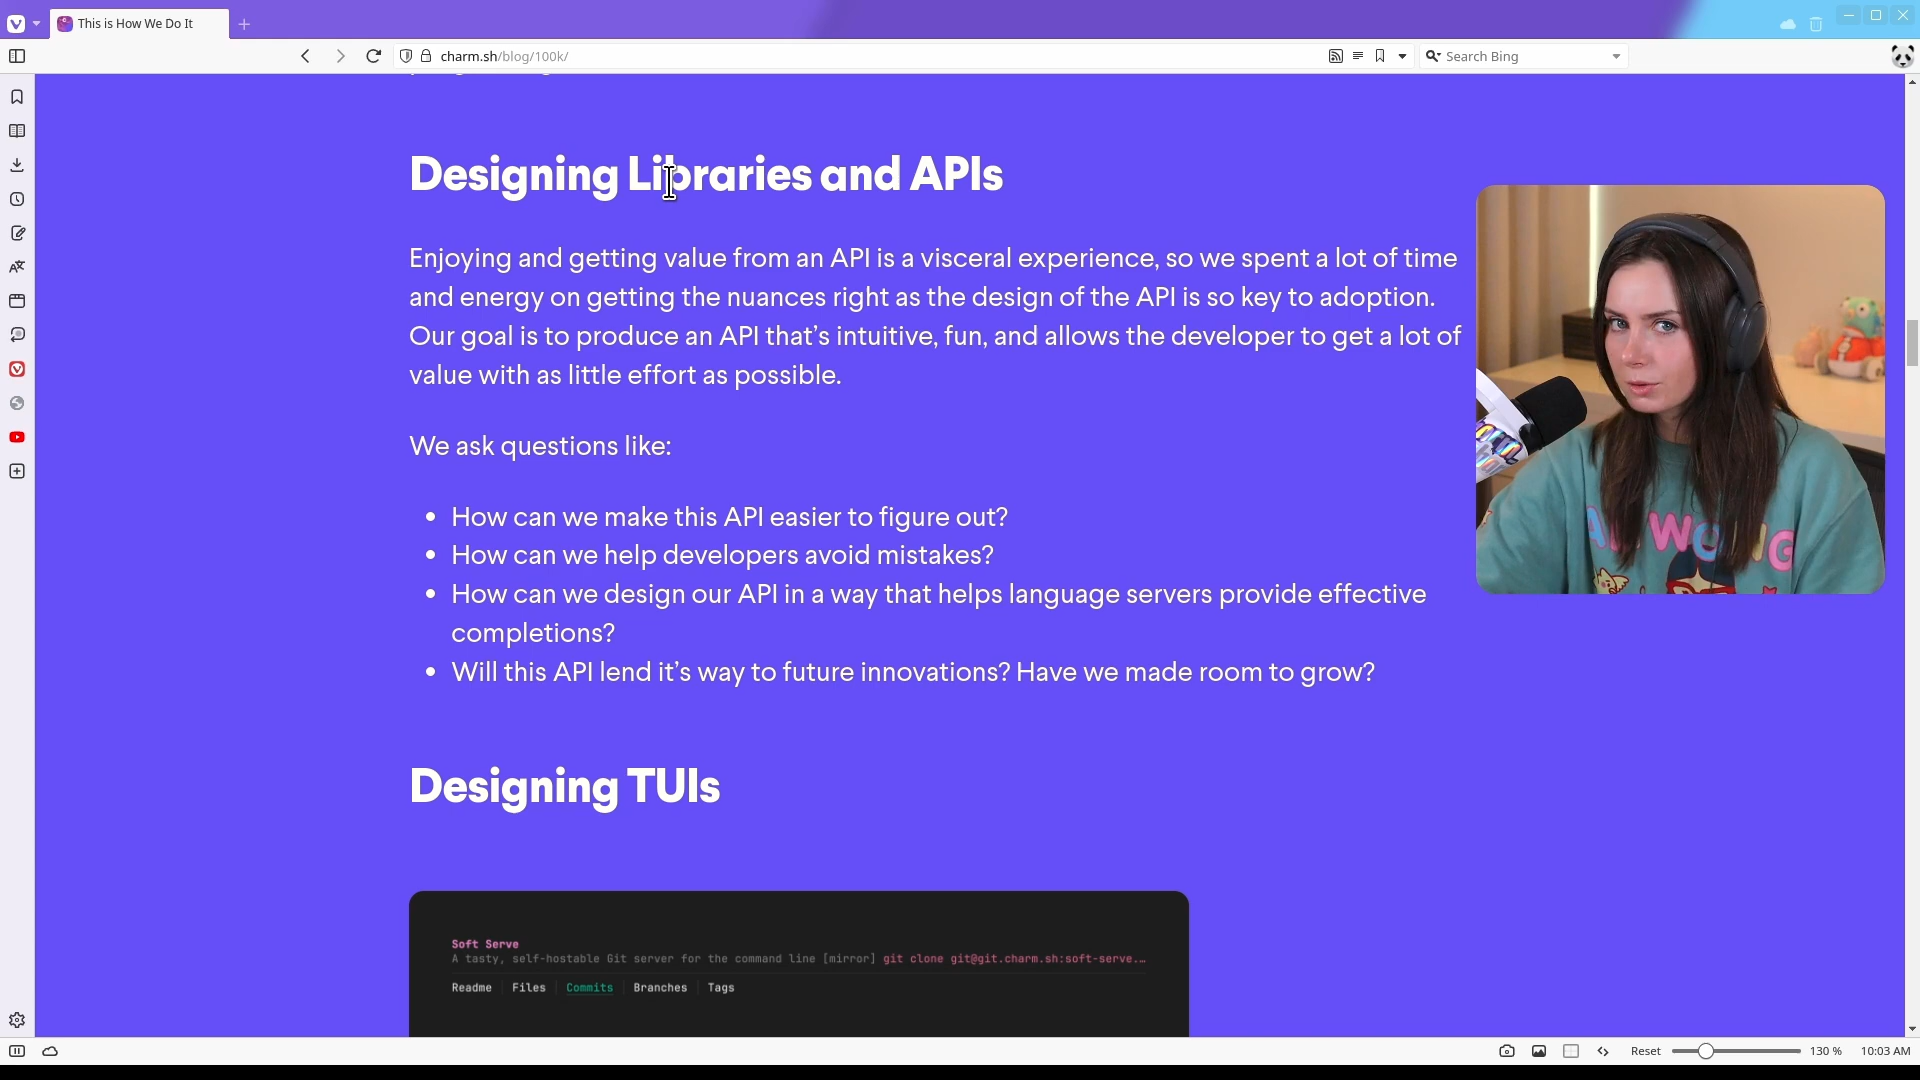 This is How We Do It
charm.sh/blog/100k/
Search Bing
Designing Libraries and APIs
Enjoying and getting value from an API is a visceral experience, so we spent a lot of time
and energy on getting the nuances right as the design of the API is so key to adoption.
Our goal is to produce an API that’s intuitive, fun, and allows the developer to get a lot of
value with as little effort as possible.
We ask questions like:
• How can we make this API easier to figure out?
• How can we help developers avoid mistakes?
• How can we design our API in a way that helps language servers provide effective
completions?
• Will this API lend it’s way to future innovations? Have we made room to grow?
Designing TUIs
Soft Serve
A tasty, self-hostable Git server for the command line [mirror] git clone git@git.charm.sh:soft-serve.…
Readme | Files | Commits | Branches | Tags
Reset
130 %
10:03 AM